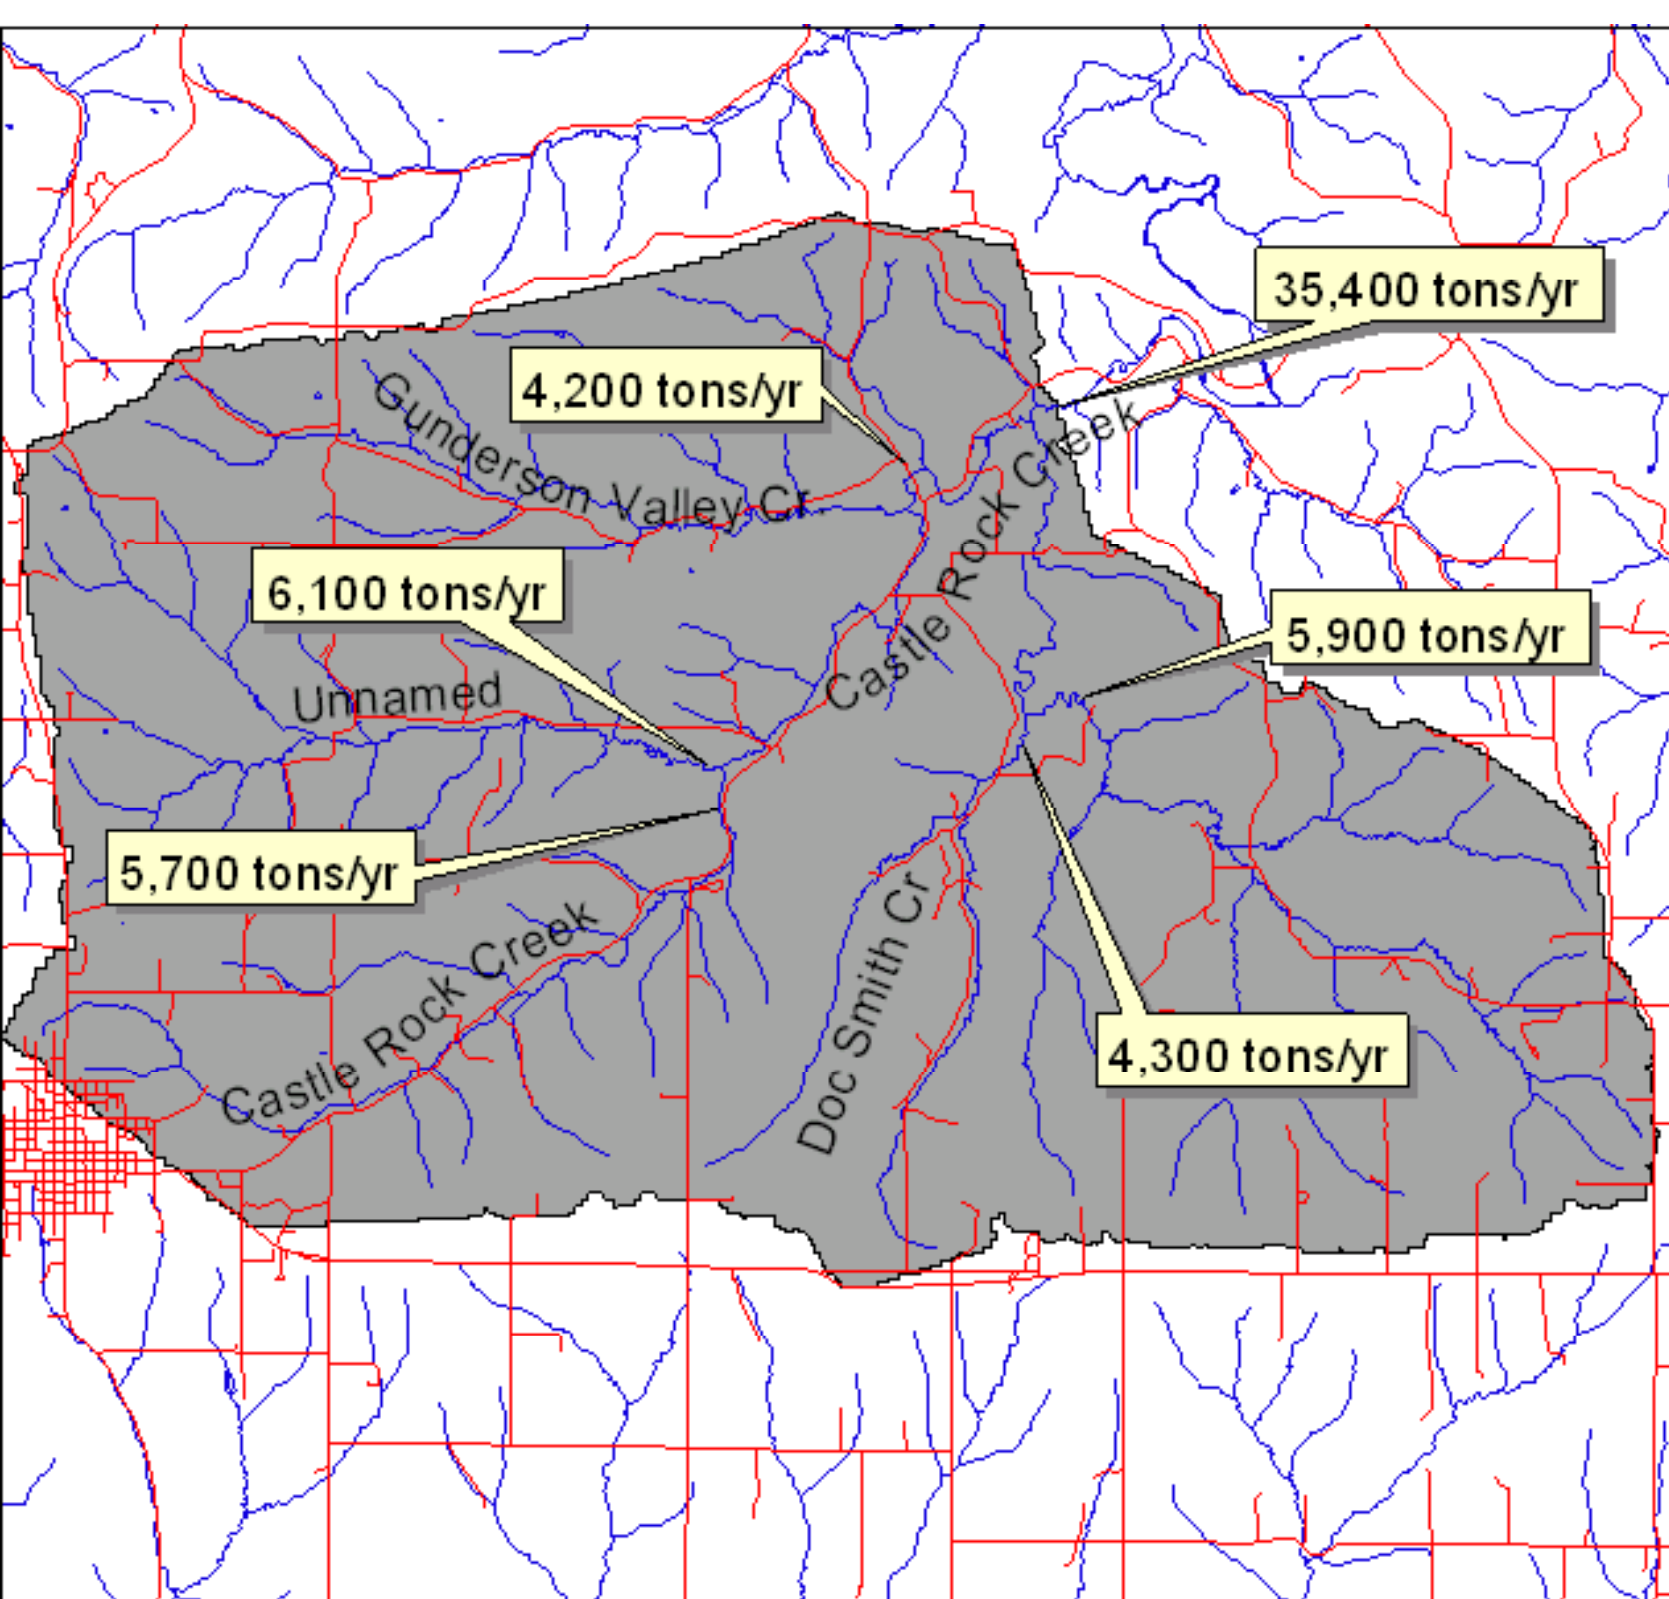 35,400 tons/yr
4,200 tons/yr
Gunderson Valley Cr.
Castle Rock Creek
6,100 tons/yr
5,900 tons/yr
Unnamed
5,700 tons/yr
Castle Rock Creek
Doc Smith Cr
4,300 tons/yr